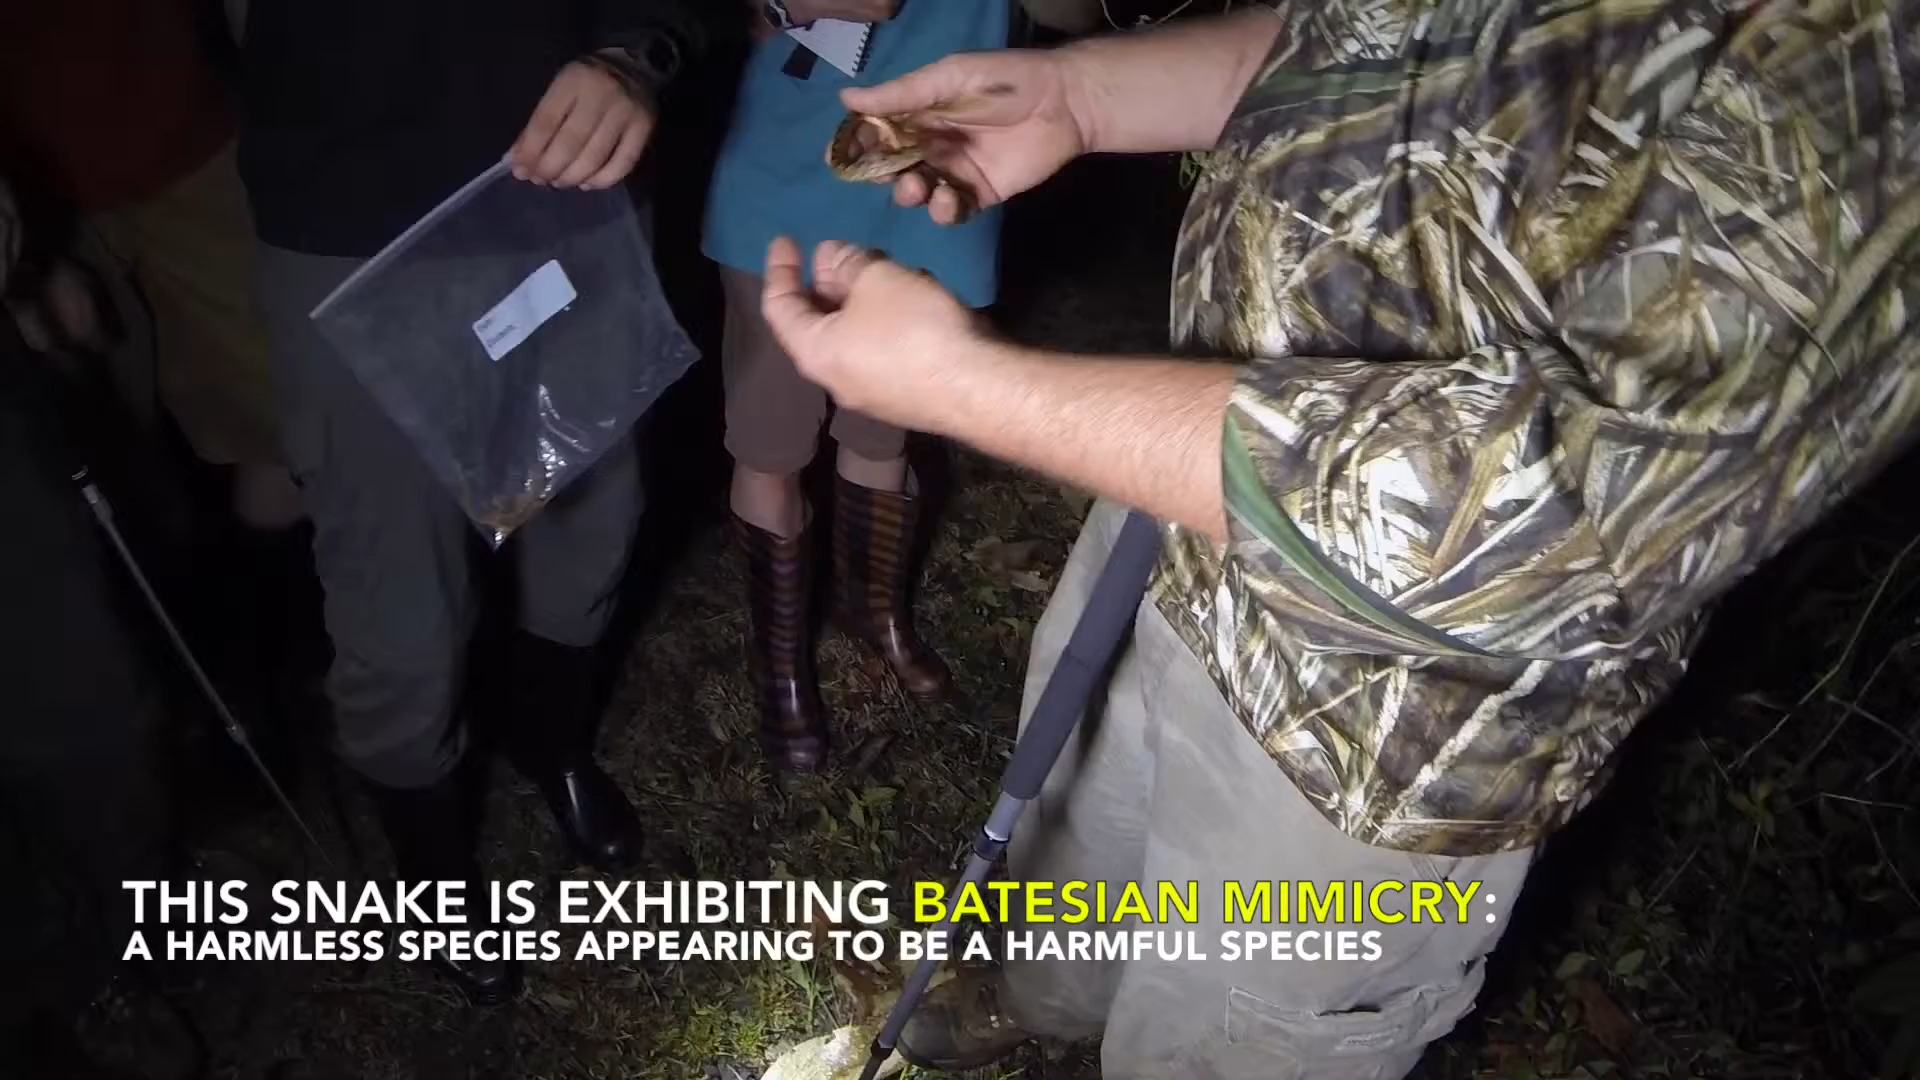 THIS SNAKE IS EXHIBITING BATESIAN MIMICRY:
A HARMLESS SPECIES APPEARING TO BE A HARMFUL SPECIES